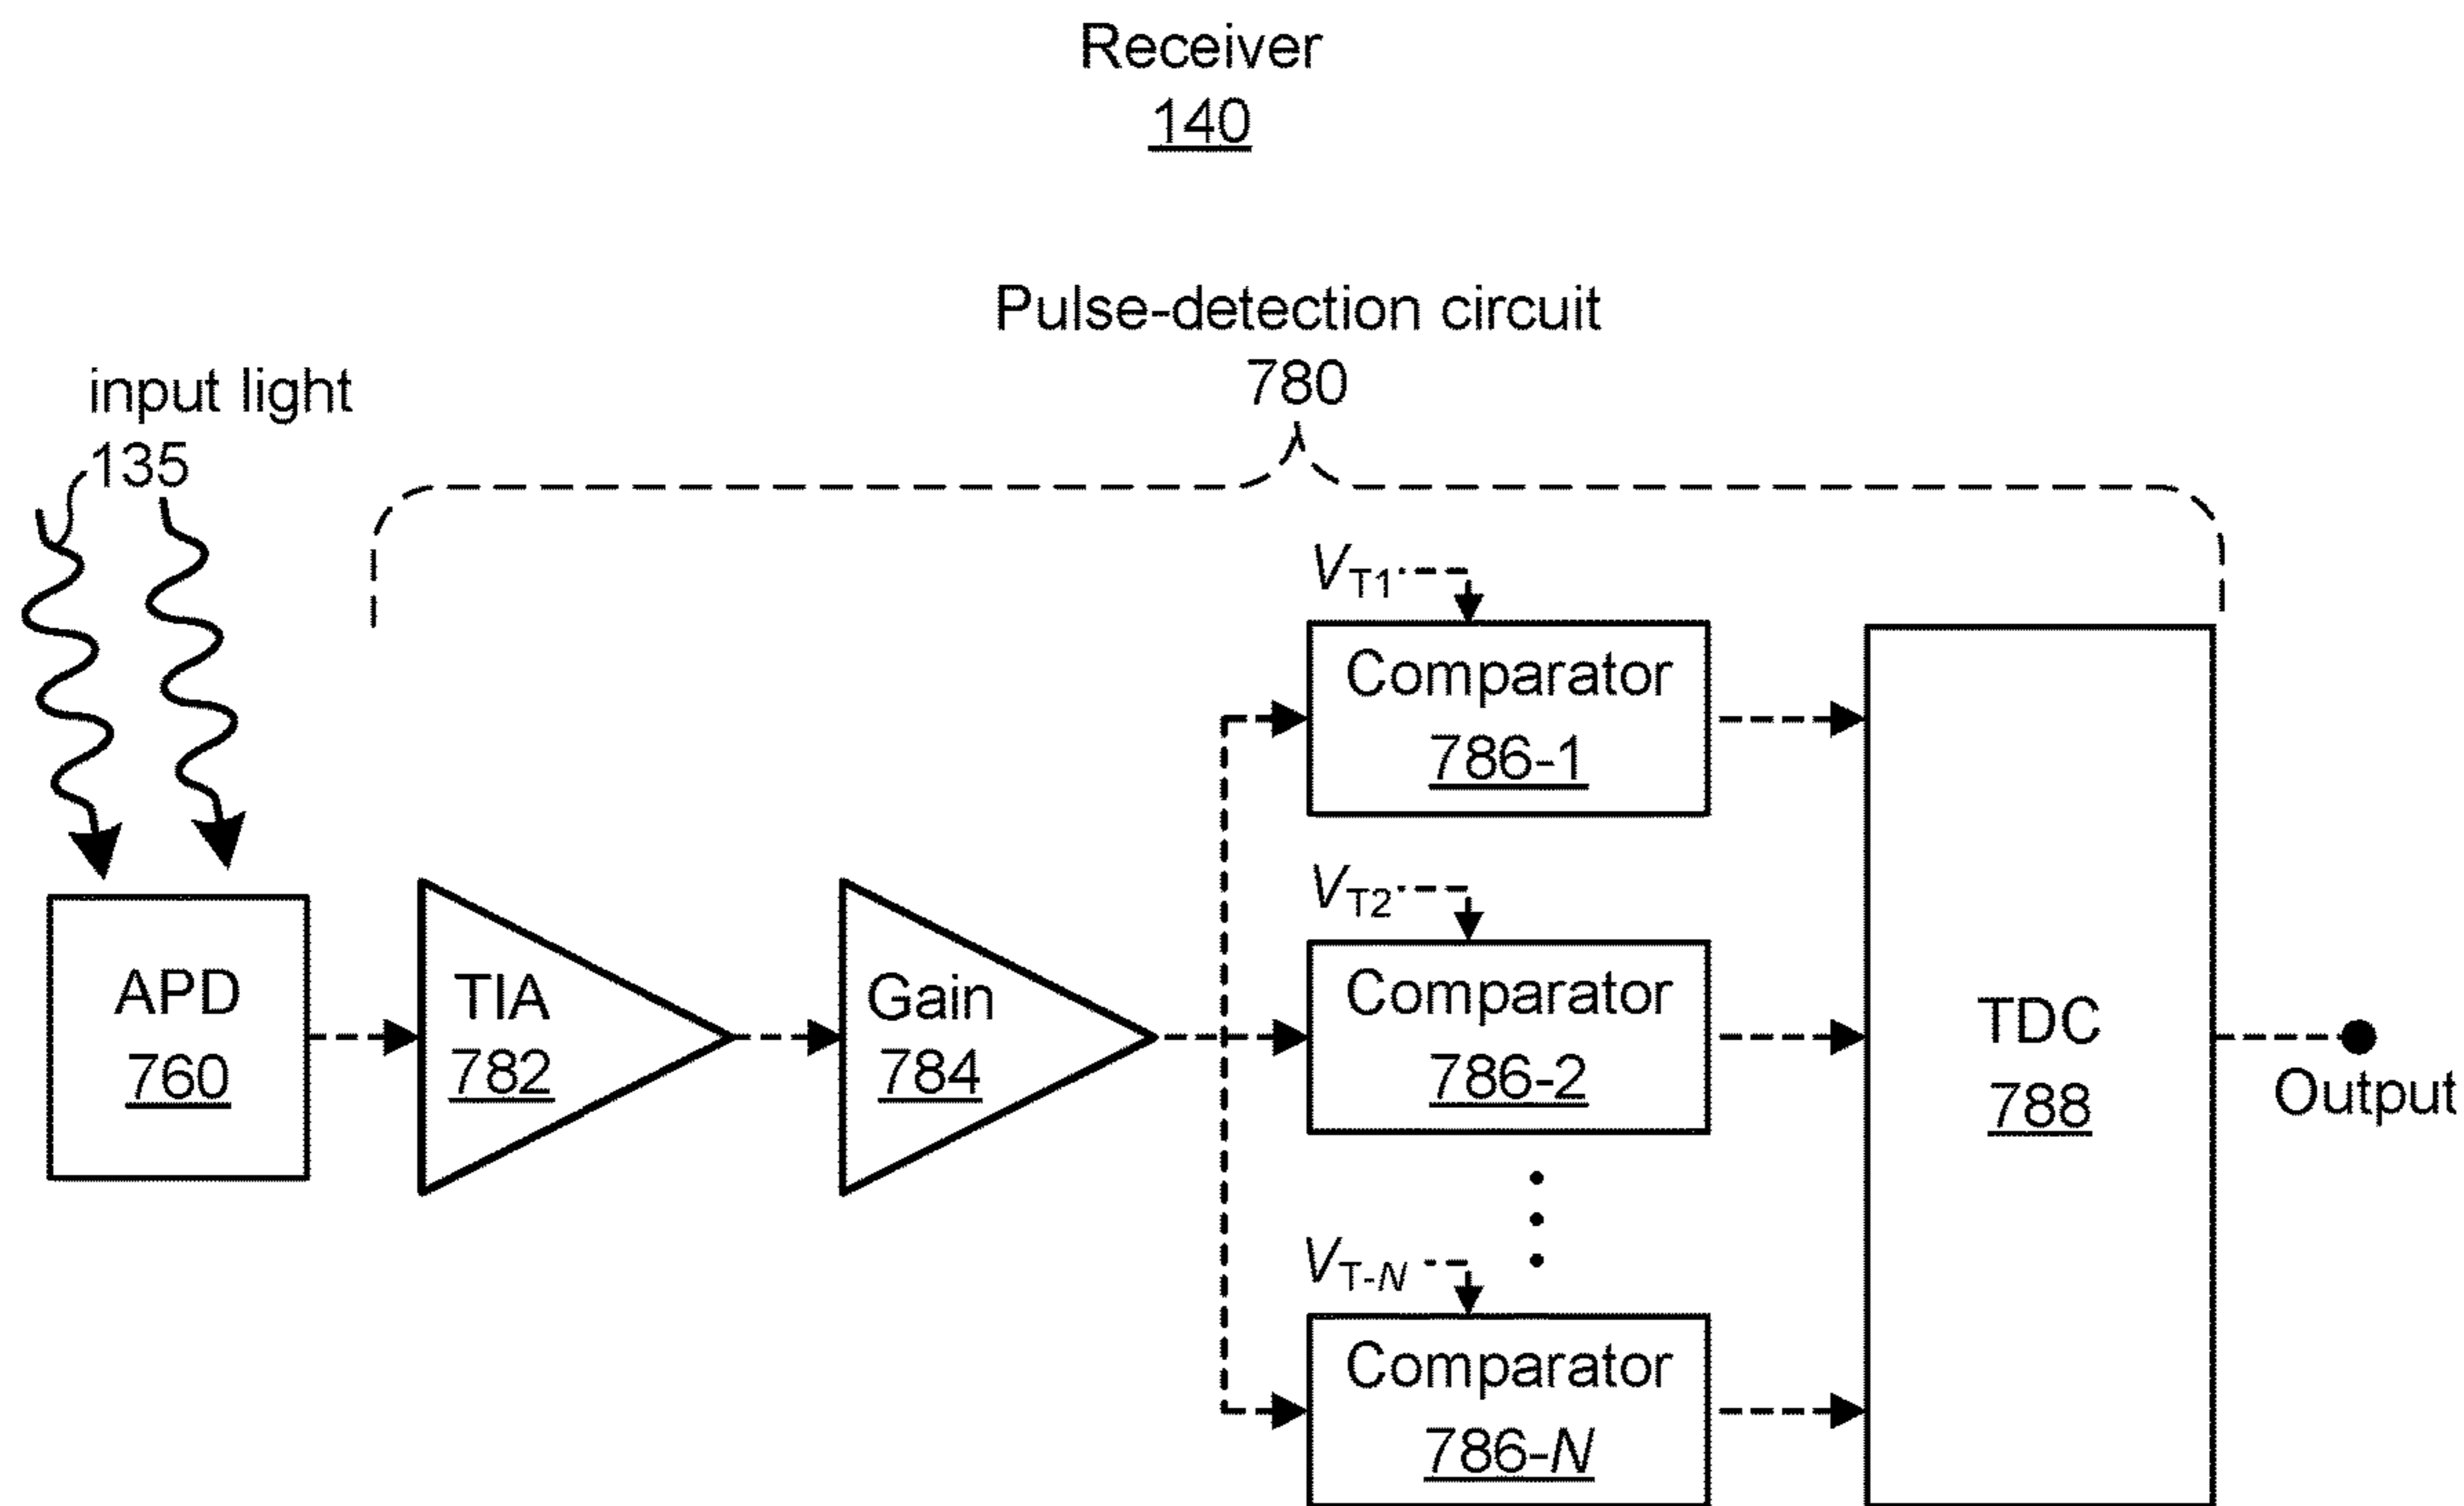 Receiver
140
Pulse-detection circuit
780
input light
135
VT1
Comparator
786-1
VT2
Comparator
786-2
VT-N
Comparator
786-N
APD
760
TIA
782
Gain
784
TDC
788
Output